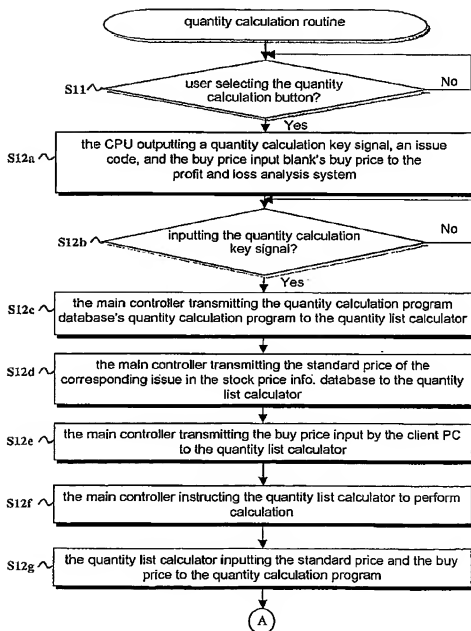 quantity calculation routine
S11
user selecting the quantity
calculation button?
No
Yes
S12a
the CPU outputting a quantity calculation key signal, an issue
code, and the buy price input blank's buy price to the
profit and loss analysis system
S12b
inputting the quantity calculation
key signal?
No
Yes
S12c
the main controller transmitting the quantity calculation program
database's quantity calculation program to the quantity list calculator
S12d
the main controller transmitting the standard price of the
corresponding issue in the stock price info. database to the quantity
list calculator
S12e
the main controller transmitting the buy price input by the client PC
to the quantity list calculator
S12f
the main controller instructing the quantity list calculator to perform
calculation
S12g
the quantity list calculator inputting the standard price and the buy
price to the quantity calculation program
A